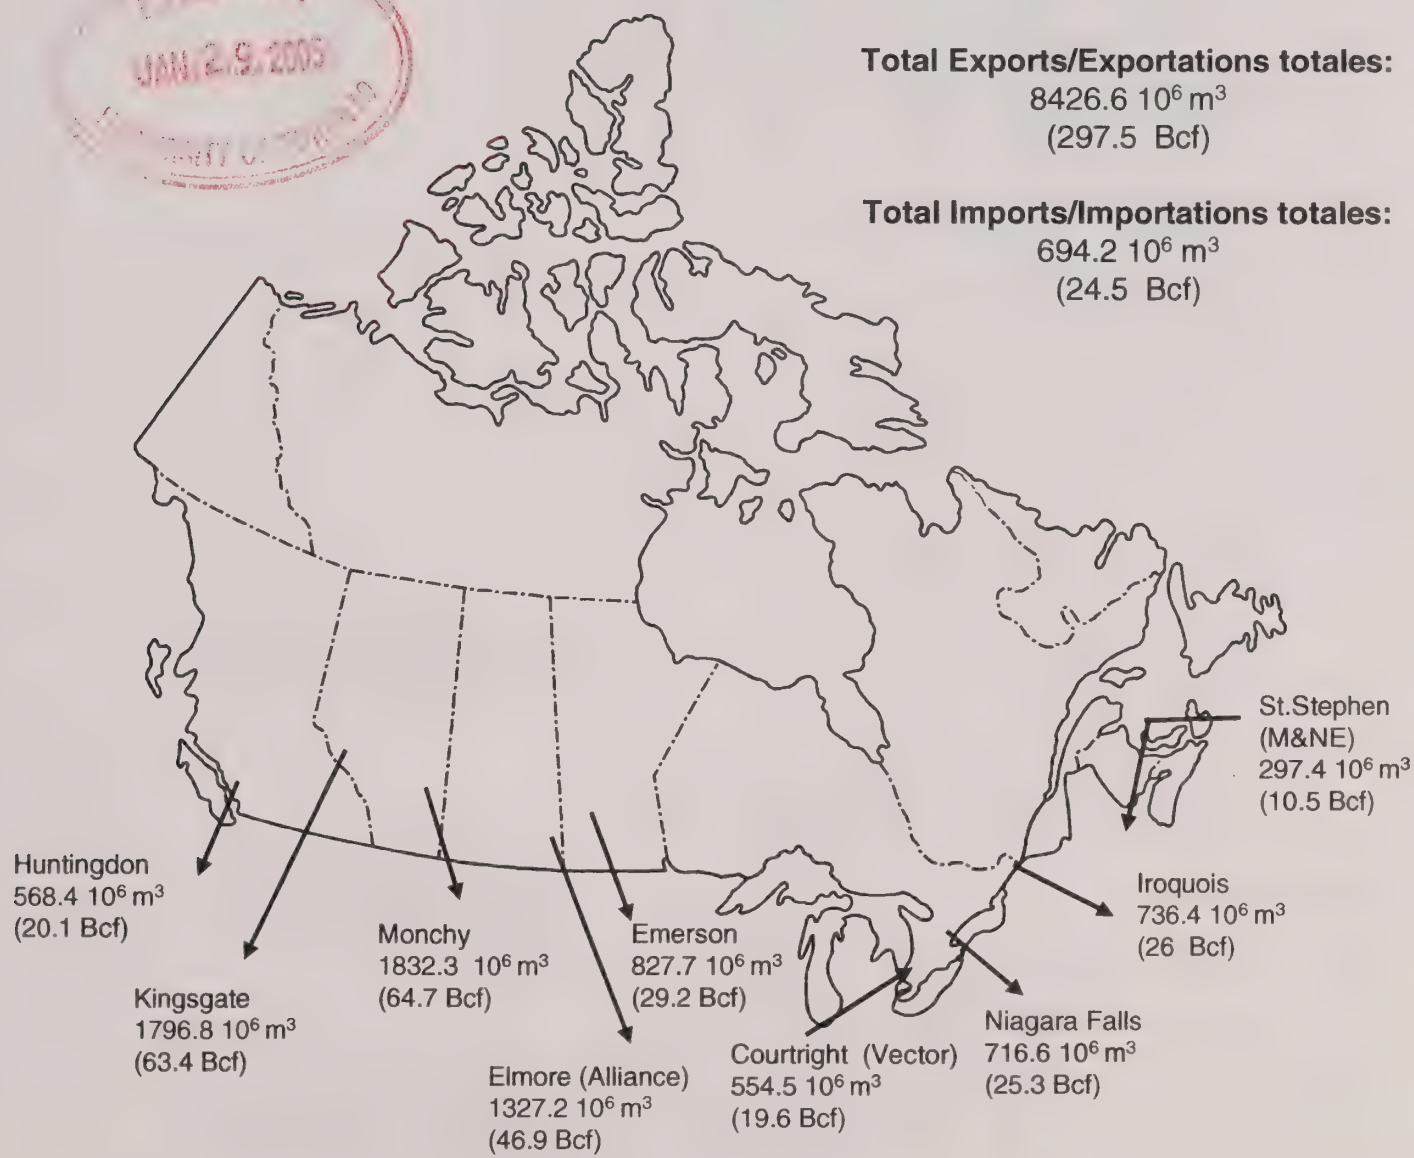 JAN. 2 9. 2003
Total Exports/Exportations totales:
8426.6 10⁶ m³
(297.5 Bcf)
Total Imports/Importations totales:
694.2 10⁶ m³
(24.5 Bcf)
St.Stephen
(M&NE)
297.4 10⁶ m³
(10.5 Bcf)
Huntingdon
568.4 10⁶ m³
(20.1 Bcf)
Kingsgate
1796.8 10⁶ m³
(63.4 Bcf)
Monchy
1832.3 10⁶ m³
(64.7 Bcf)
Elmore (Alliance)
1327.2 10⁶ m³
(46.9 Bcf)
Emerson
827.7 10⁶ m³
(29.2 Bcf)
Courtright (Vector)
554.5 10⁶ m³
(19.6 Bcf)
Niagara Falls
716.6 10⁶ m³
(25.3 Bcf)
Iroquois
736.4 10⁶ m³
(26 Bcf)